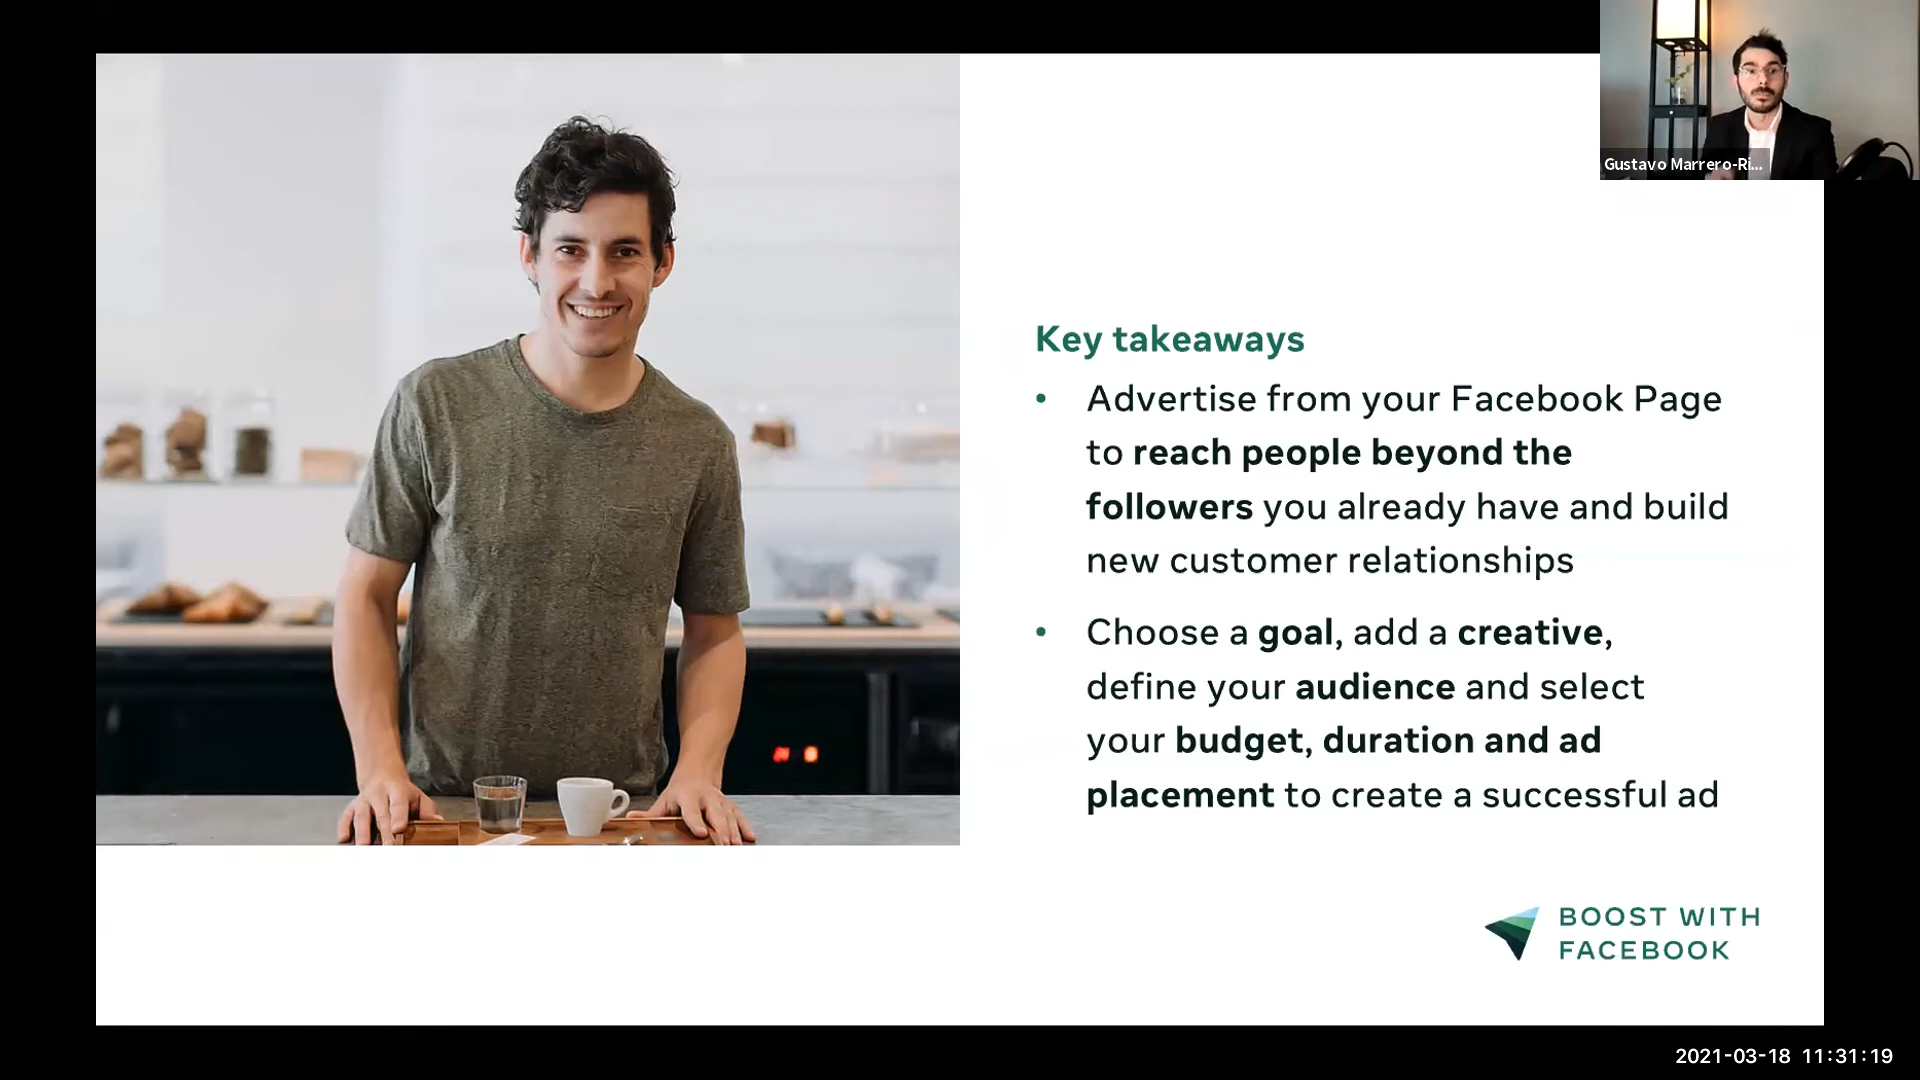 Gustavo Marrero-Ri...
Key takeaways
• Advertise from your Facebook Page
to reach people beyond the
followers you already have and build
new customer relationships
• Choose a goal, add a creative,
define your audience and select
your budget, duration and ad
placement to create a successful ad
BOOST WITH
FACEBOOK
2021-03-18 11:31:19